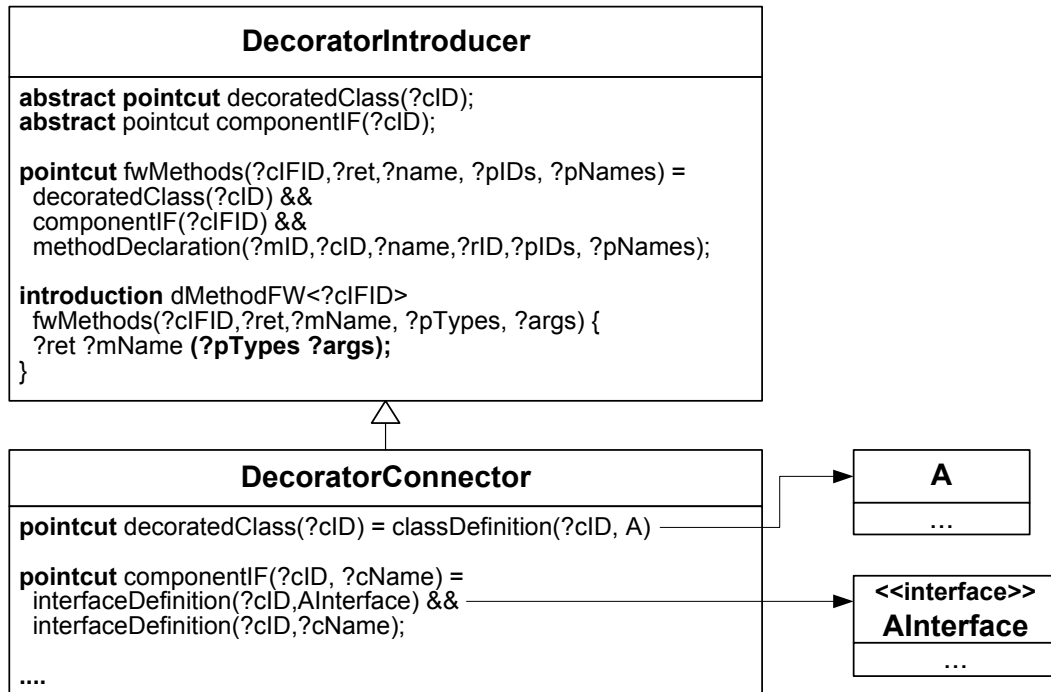 DecoratorIntroducer
abstract pointcut decoratedClass(?cID);
abstract pointcut componentIF(?cID);
pointcut fwMethods(?cIFID,?ret,?name, ?pIDs, ?pNames) =
decoratedClass(?cID) &&
componentIF(?cIFID) &&
methodDeclaration(?mID,?cID,?name,?rID,?pIDs, ?pNames);
introduction dMethodFW<?cIFID>
fwMethods(?cIFID,?ret,?mName, ?pTypes, ?args) {
?ret ?mName (?pTypes ?args);
}
DecoratorConnector
pointcut decoratedClass(?cID) = classDefinition(?cID, A)
pointcut componentIF(?cID, ?cName) =
interfaceDefinition(?cID,AInterface) &&
interfaceDefinition(?cID,?cName);
....
A
...
<<interface>>
AInterface
...